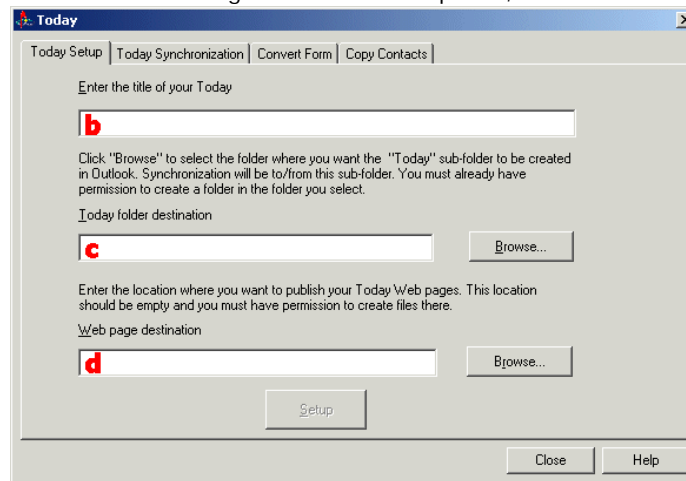 Today
Today Setup Today Synchronization Convert Form Copy Contacts
Enter the title of your Today
b
Click "Browse" to select the folder where you want the "Today" sub-folder to be created
in Outlook. Synchronization will be to/from this sub-folder. You must already have
permission to create a folder in the folder you select.
Today folder destination
c Browse...
Enter the location where you want to publish your Today Web pages. This location
should be empty and you must have permission to create files there.
Web page destination
d Browse...
Setup
Close Help